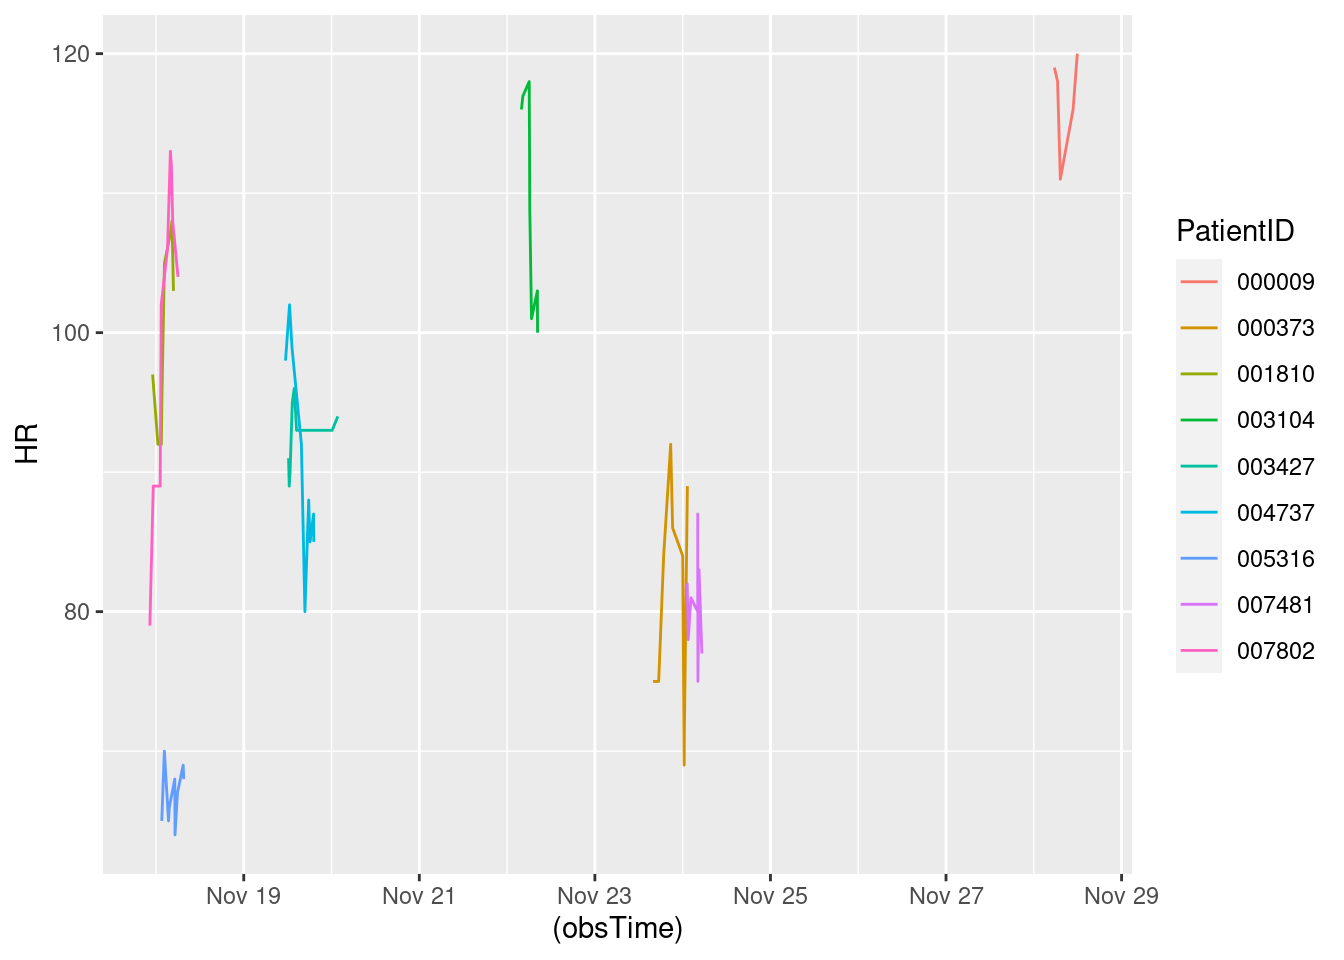 120
100
80
HR
Nov 19
Nov 21
Nov 23
Nov 25
Nov 27
Nov 29
(obsTime)
PatientID
000009
000373
001810
003104
003427
004737
005316
007481
007802